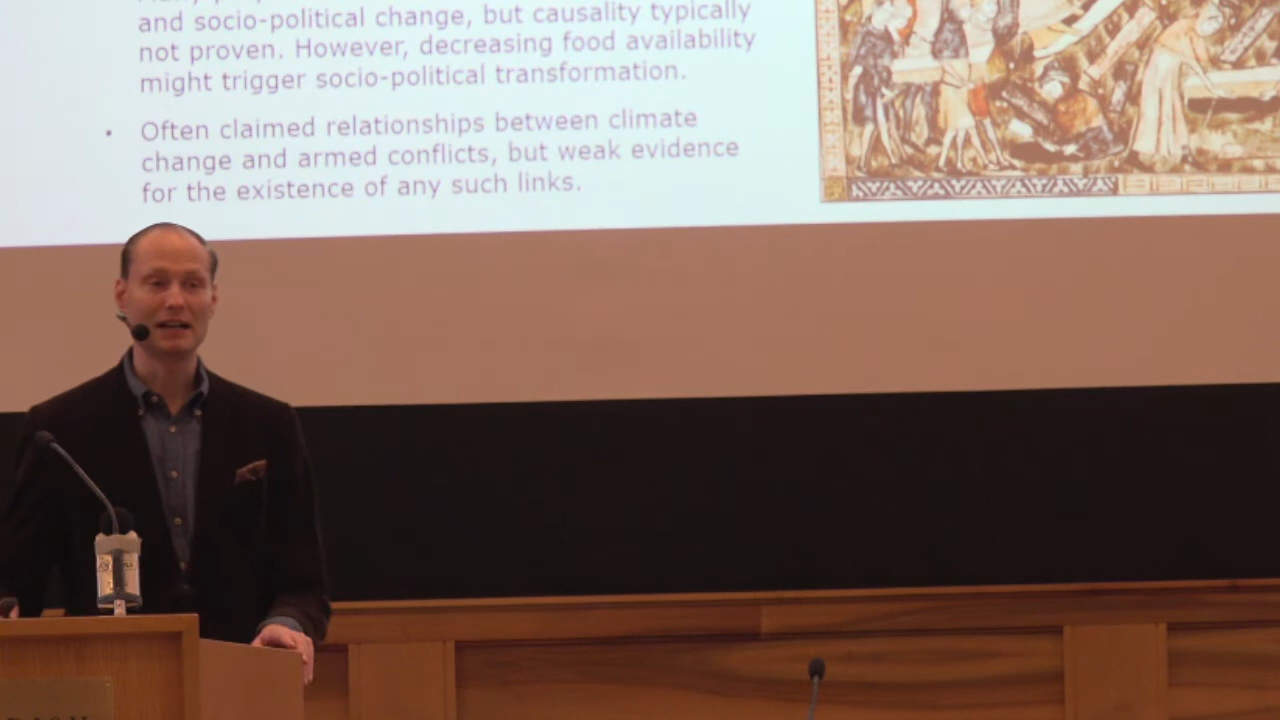 and socio-political change, but causality typically
not proven. However, decreasing food availability
might trigger socio-political transformation.
• Often claimed relationships between climate
change and armed conflicts, but weak evidence
for the existence of any such links.